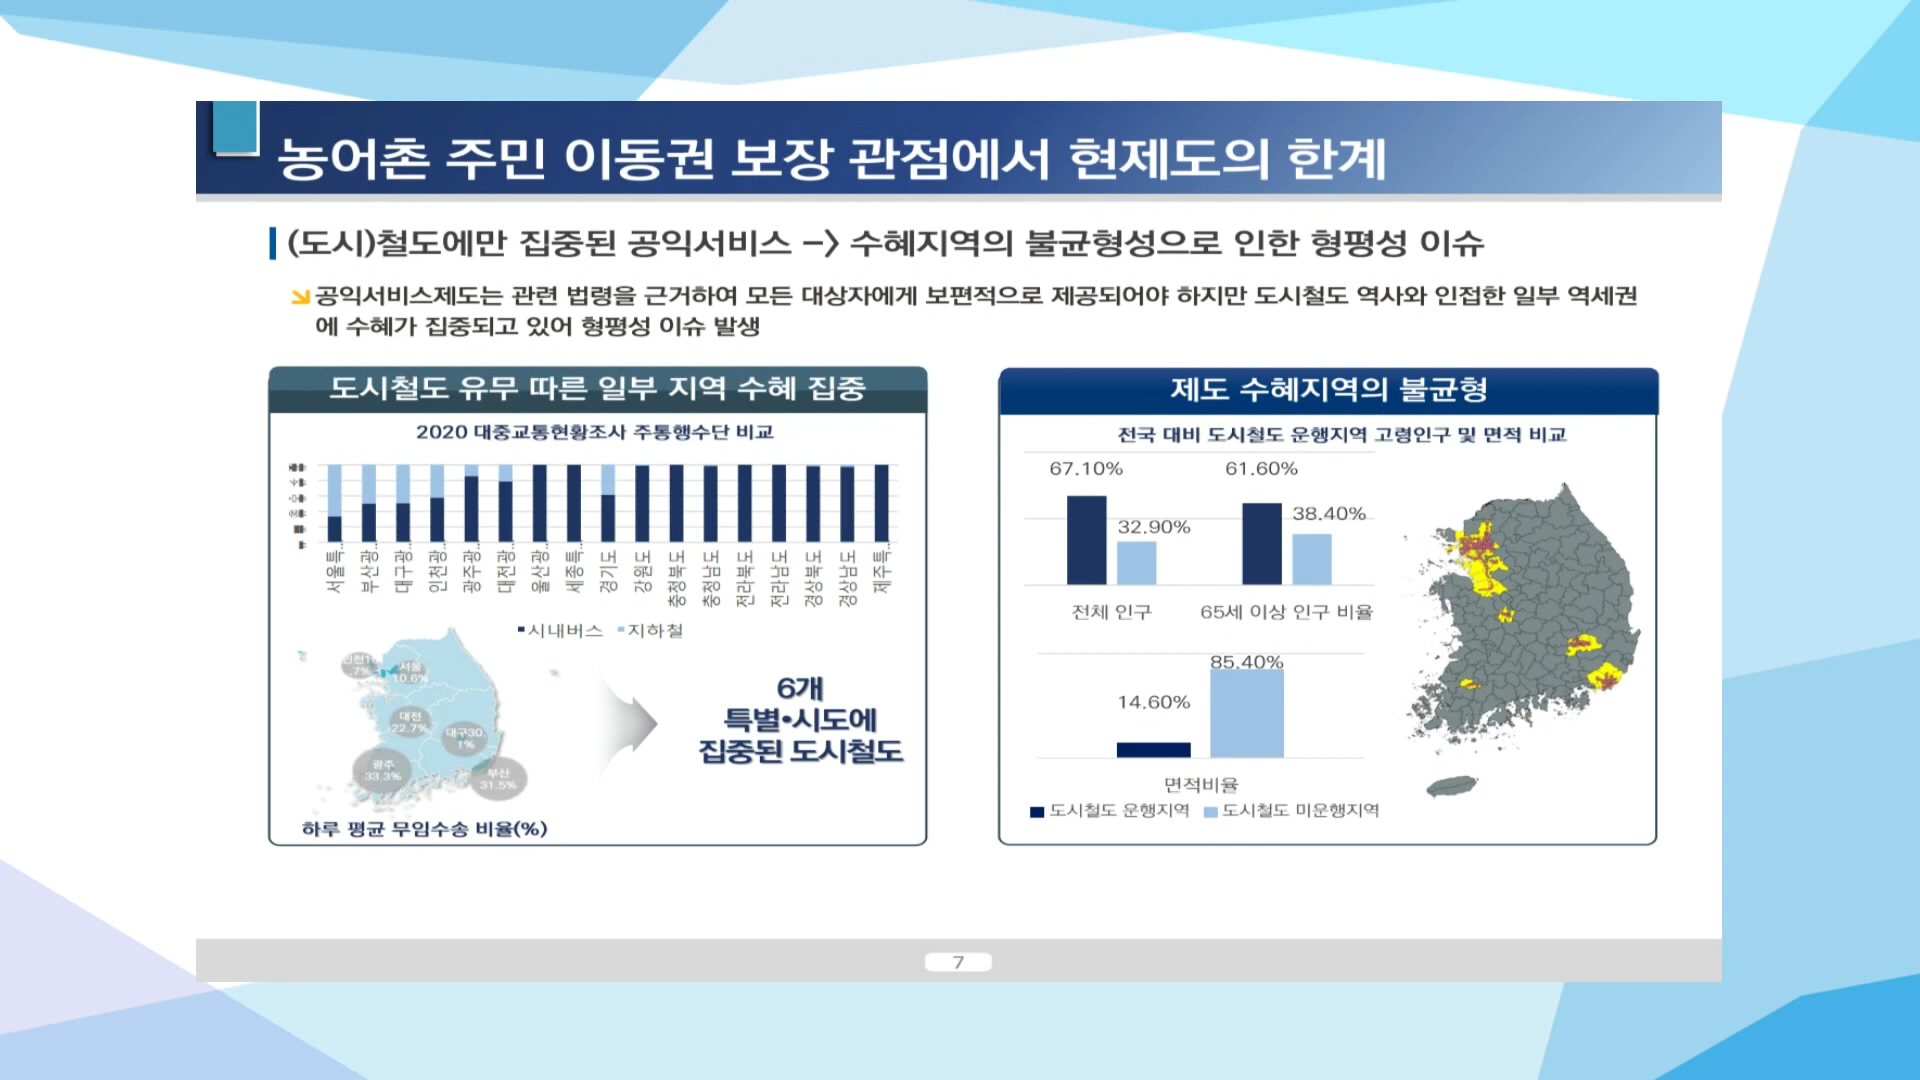 농어촌 주민 이동권 보장 관점에서 현제도의 한계
(도시)철도에만 집중된 공익서비스 -> 수혜지역의 불균형성으로 인한 형평성 이슈
공익서비스제도는 관련 법령을 근거하여 모든 대상자에게 보편적으로 제공되어야 하지만 도시철도 역사와 인접한 일부 역세권
에 수혜가 집중되고 있어 형평성 이슈 발생
도시철도 유무 따른 일부 지역 수혜 집중
2020 대중교통현황조사 주통행수단 비교
서울특..
부산광..
대구광..
인천광..
광주광..
대전광..
울산광..
세종특..
경기도
강원도
충청북도
충청남도
전라북도
전라남도
경상북도
경상남도
제주특..
시내버스 지하철
서울
10.6%
대전
22.7%
대구30.
1%
광주
33.3%
부산
31.5%
하루 평균 무임수송 비율(%)
6개
특별•시도에
집중된 도시철도
제도 수혜지역의 불균형
전국 대비 도시철도 운행지역 고령인구 및 면적 비교
67.10% 61.60%
32.90% 38.40%
전체 인구 65세 이상 인구 비율
85.40%
14.60%
면적비율
도시철도 운행지역 도시철도 미운행지역
7